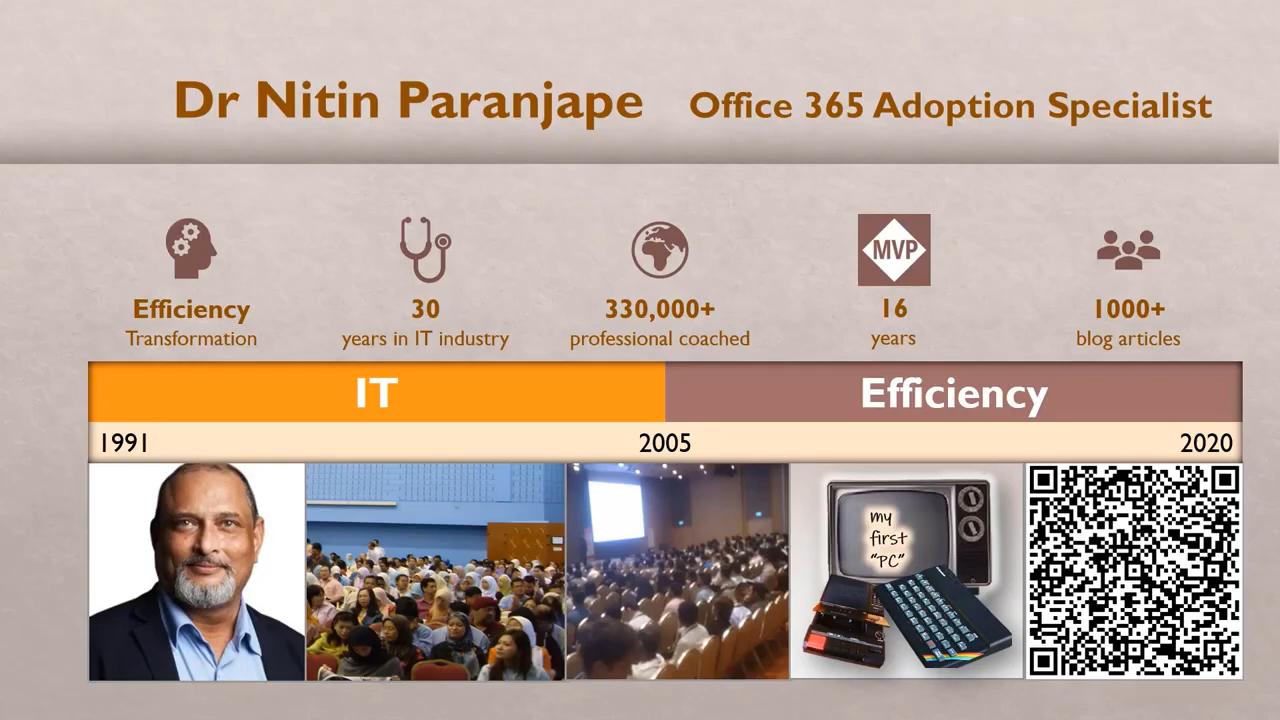 Dr Nitin Paranjape Office 365 Adoption Specialist
MVP
Efficiency 30 330,000+ 16 1000+
Transformation years in IT industry professional coached years blog articles
IT Efficiency
1991 2005 2020
my
first
"PC"